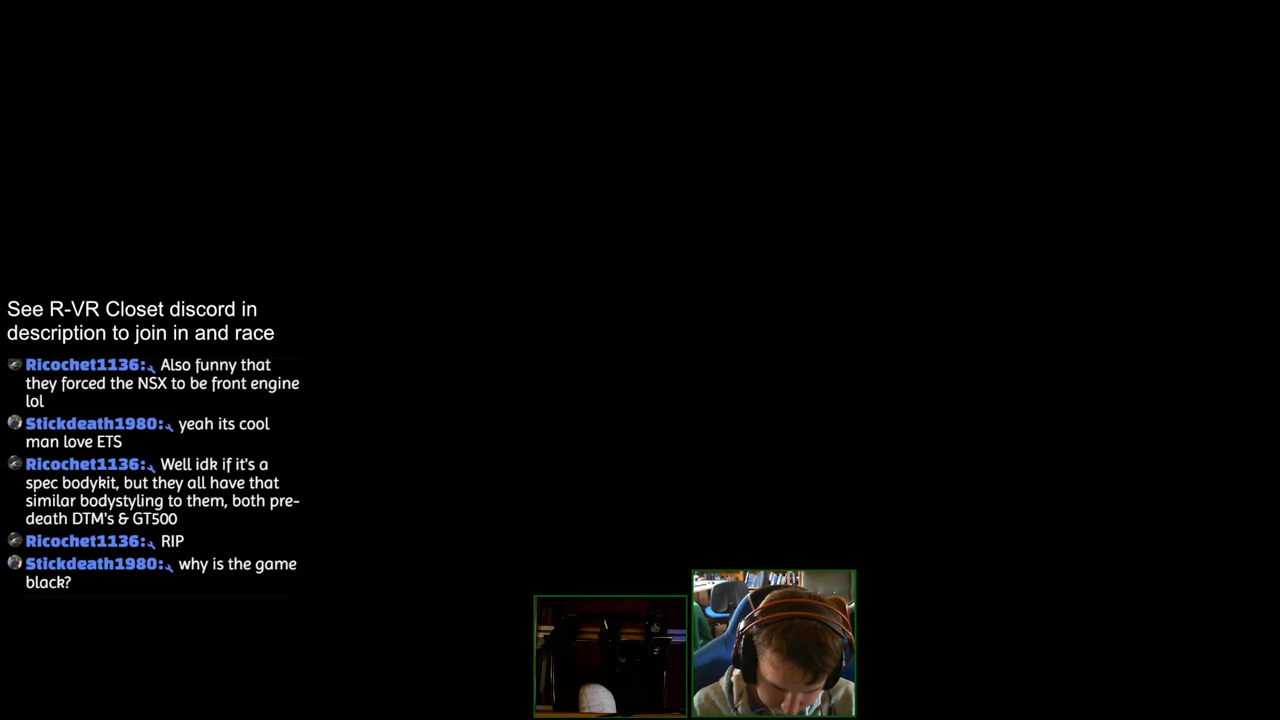 See R-VR Closet discord in
description to join in and race
Ricochet1136: Also funny that
they forced the NSX to be front engine
lol
Stickdeath1980: yeah its cool
man love ETS
Ricochet1136: Well idk if it's a
spec bodykit, but they all have that
similar bodystyling to them, both pre-
death DTM's & GT500
Ricochet1136: RIP
Stickdeath1980: why is the game
black?